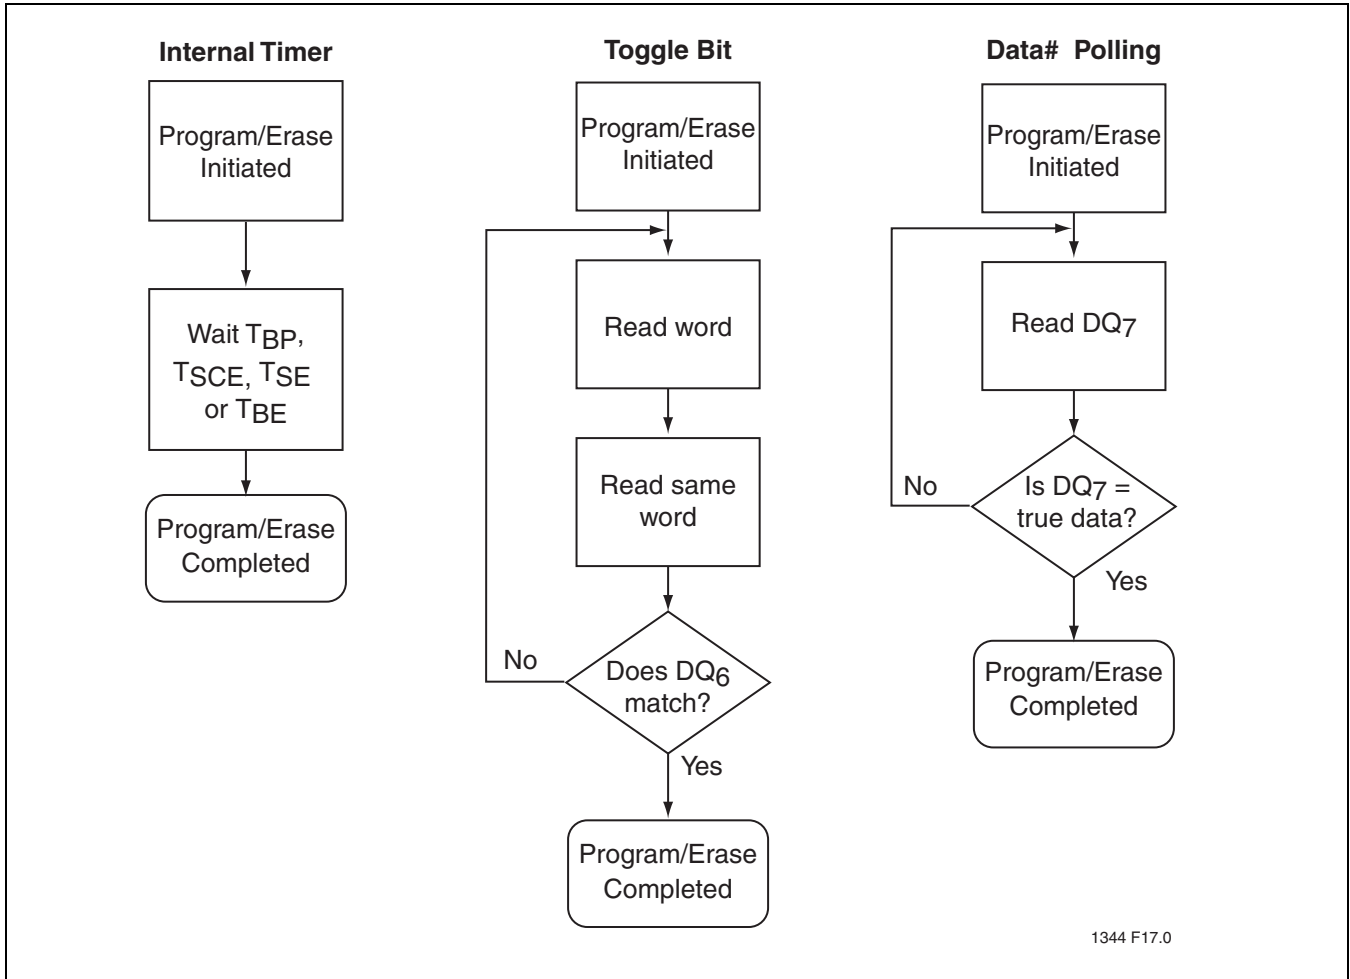 Internal Timer
Program/Erase
Initiated
Wait TBP,
TSCE, TSE
or TBE
Program/Erase
Completed
Toggle Bit
Program/Erase
Initiated
Read word
Read same
word
Does DQ6
match?
No
Yes
Program/Erase
Completed
Data# Polling
Program/Erase
Initiated
Read DQ7
Is DQ7 =
true data?
No
Yes
Program/Erase
Completed
1344 F17.0